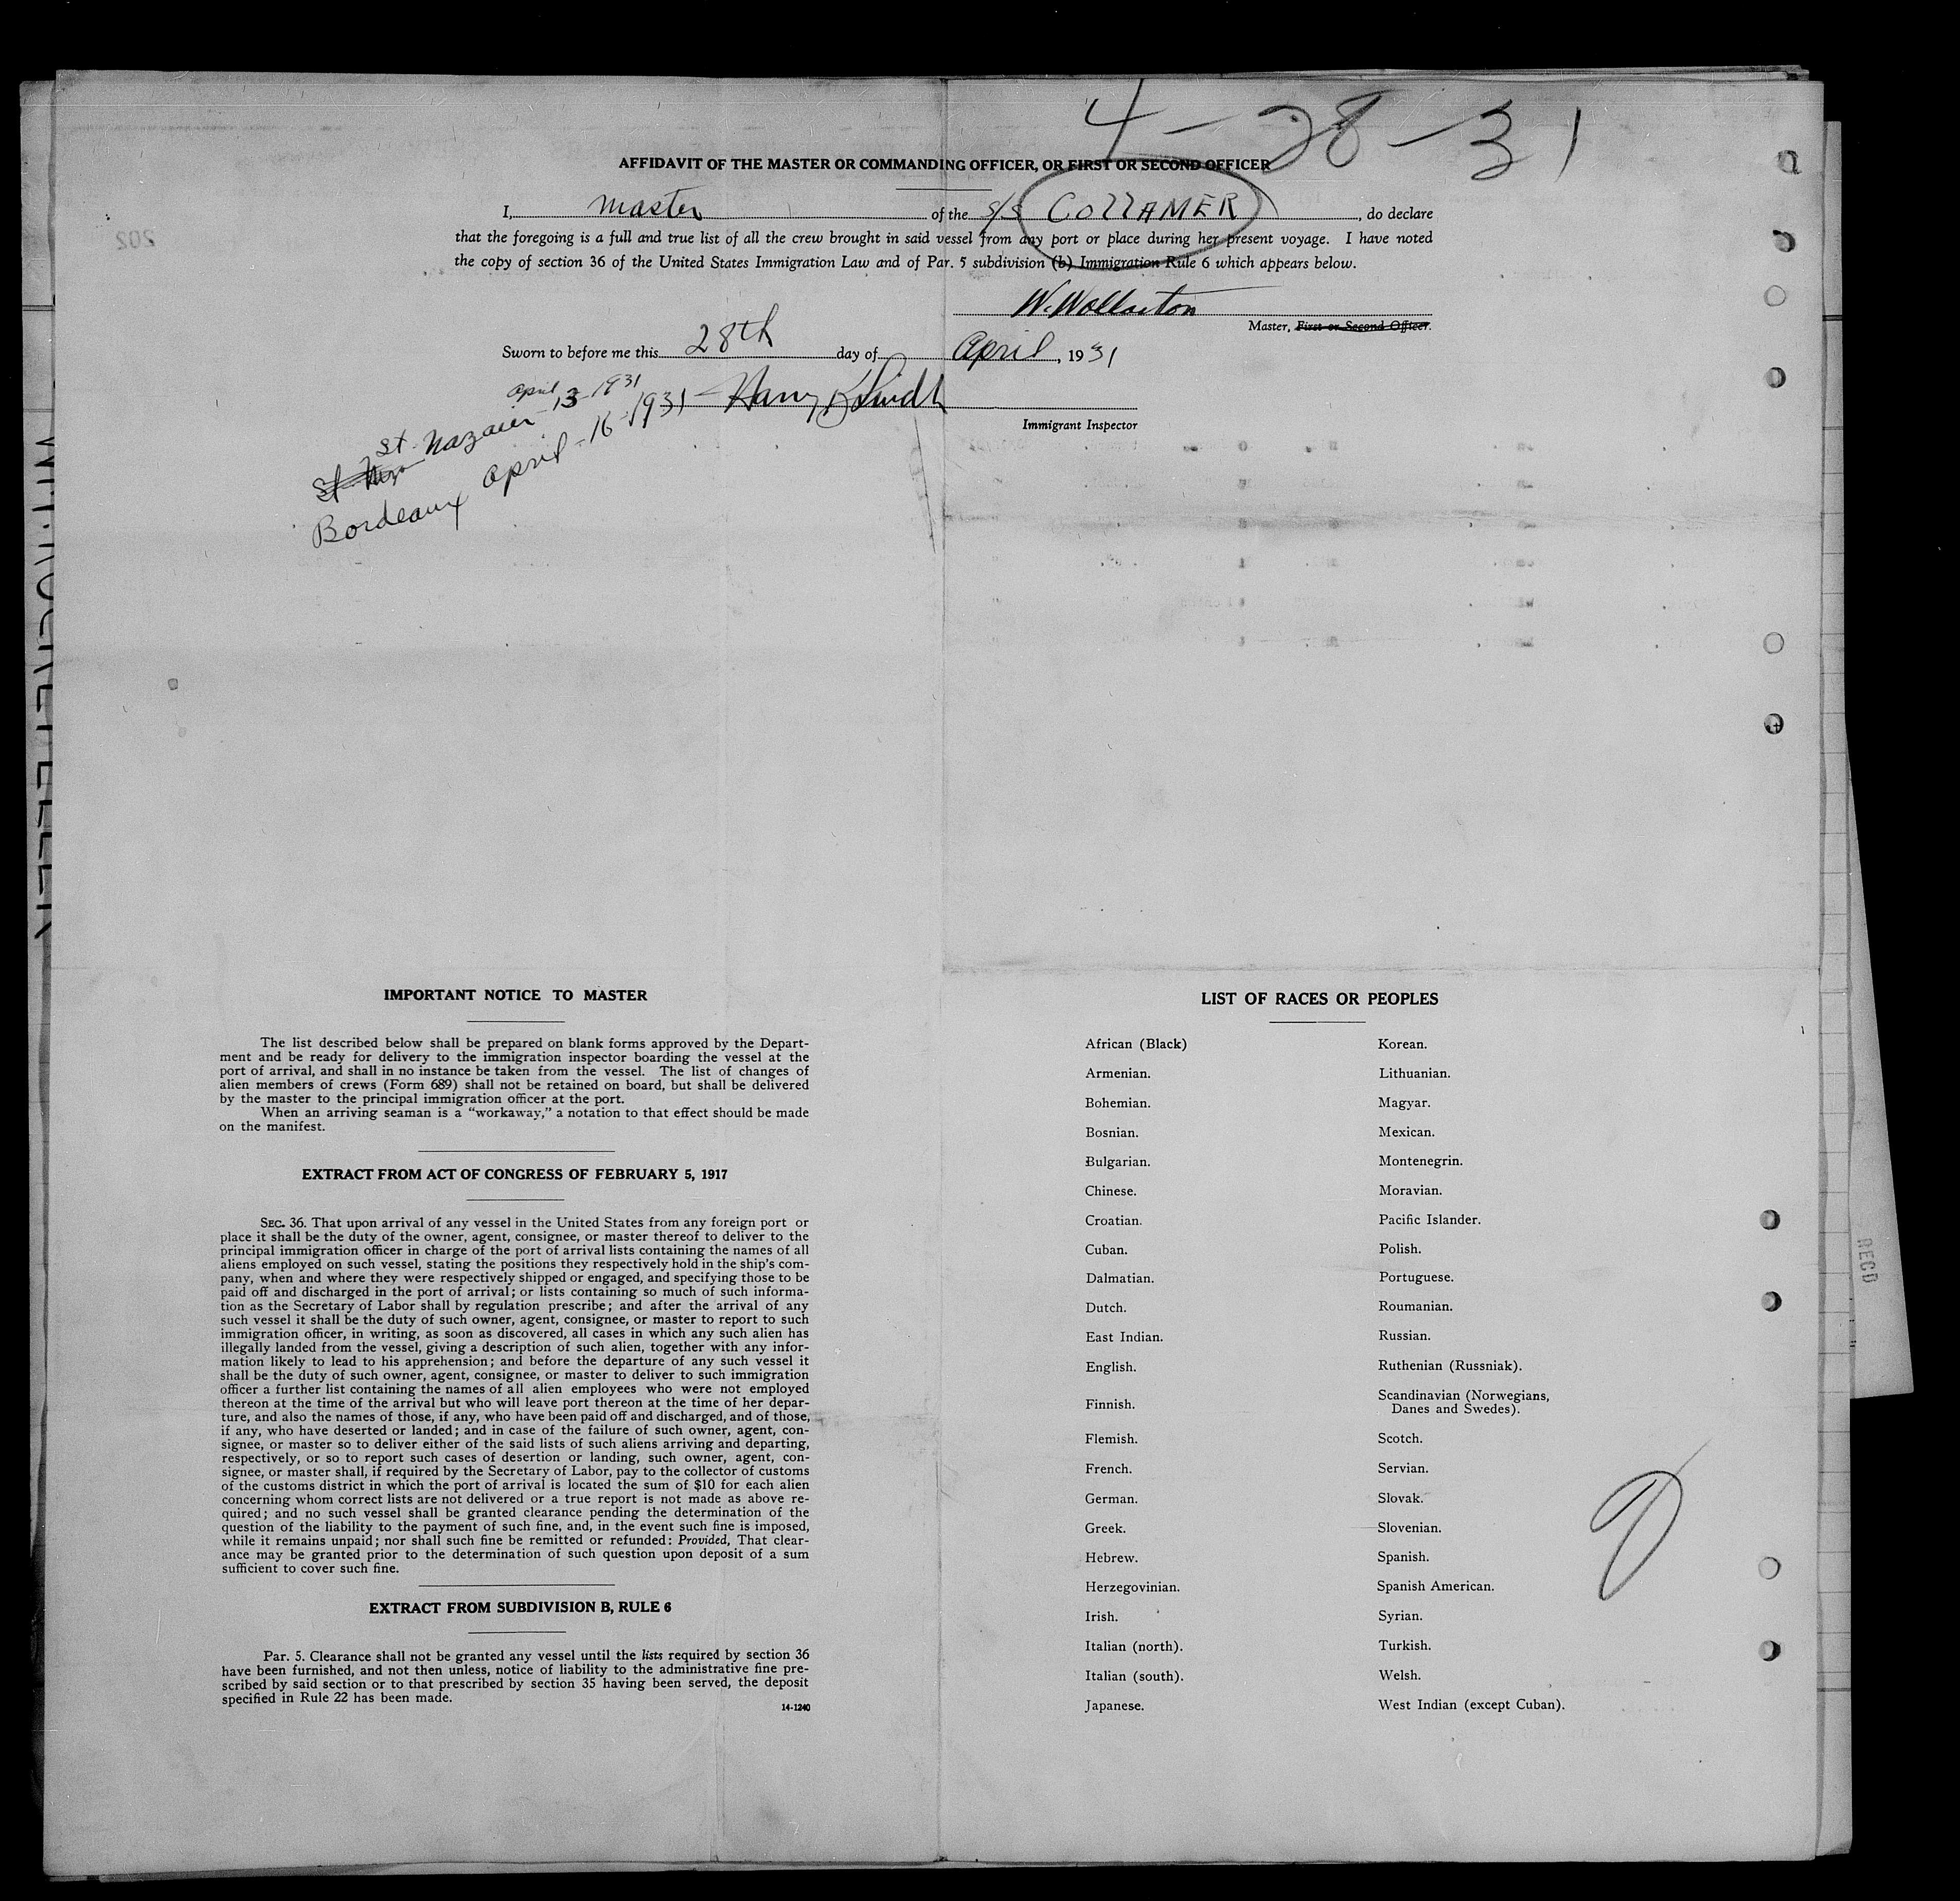 4-28-31
AFFIDAVIT OF THE MASTER OR COMMANDING OFFICER, OR FIRST OR SECOND OFFICER
I, master of the S/S COLLAMER, do declare
that the foregoing is a full and true list of all the crew brought in said vessel from any port or place during her present voyage. I have noted
the copy of section 36 of the United States Immigration Law and of Par. 5 subdivision (b) Immigration Rule 6 which appears below.
W. Wollaston
Master, First or Second Officer.
Sworn to before me this 28th day of April, 1931
Harry
Immigrant Inspector
St. Nazaire April 13-1931
Bordeaux April-16-1931
202
IMPORTANT NOTICE TO MASTER
The list described below shall be prepared on blank forms approved by the Depart-
ment and be ready for delivery to the immigration inspector boarding the vessel at the
port of arrival, and shall in no instance be taken from the vessel. The list of changes of
alien members of crews (Form 689) shall not be retained on board, but shall be delivered
by the master to the principal immigration officer at the port.
When an arriving seaman is a “workaway,” a notation to that effect should be made
on the manifest.
EXTRACT FROM ACT OF CONGRESS OF FEBRUARY 5, 1917
SEC. 36. That upon arrival of any vessel in the United States from any foreign port or
place it shall be the duty of the owner, agent, consignee, or master thereof to deliver to the
principal immigration officer in charge of the port of arrival lists containing the names of all
aliens employed on such vessel, stating the positions they respectively hold in the ship's com-
pany, when and where they were respectively shipped or engaged, and specifying those to be
paid off and discharged in the port of arrival; or lists containing so much of such informa-
tion as the Secretary of Labor shall by regulation prescribe; and after the arrival of any
such vessel it shall be the duty of such owner, agent, consignee, or master to report to such
immigration officer, in writing, as soon as discovered, all cases in which any such alien has
illegally landed from the vessel, giving a description of such alien, together with any infor-
mation likely to lead to his apprehension; and before the departure of any such vessel it
shall be the duty of such owner, agent, consignee, or master to deliver to such immigration
officer a further list containing the names of all alien employees who were not employed
thereon at the time of the arrival but who will leave port thereon at the time of her depar-
ture, and also the names of those, if any, who have been paid off and discharged, and of those,
if any, who have deserted or landed; and in case of the failure of such owner, agent, con-
signee, or master so to deliver either of the said lists of such aliens arriving and departing,
respectively, or so to report such cases of desertion or landing, such owner, agent, con-
signee, or master shall, if required by the Secretary of Labor, pay to the collector of customs
of the customs district in which the port of arrival is located the sum of $10 for each alien
concerning whom correct lists are not delivered or a true report is not made as above re-
quired; and no such vessel shall be granted clearance pending the determination of the
question of the liability to the payment of such fine, and, in the event such fine is imposed,
while it remains unpaid; nor shall such fine be remitted or refunded: Provided, That clear-
ance may be granted prior to the determination of such question upon deposit of a sum
sufficient to cover such fine.
EXTRACT FROM SUBDIVISION B, RULE 6
Par. 5. Clearance shall not be granted any vessel until the lists required by section 36
have been furnished, and not then unless, notice of liability to the administrative fine pre-
scribed by said section or to that prescribed by section 35 having been served, the deposit
specified in Rule 22 has been made.
14-1240
LIST OF RACES OR PEOPLES
African (Black)
Armenian.
Bohemian.
Bosnian.
Bulgarian.
Chinese.
Croatian.
Cuban.
Dalmatian.
Dutch.
East Indian.
English.
Finnish.
Flemish.
French.
German.
Greek.
Hebrew.
Herzegovinian.
Irish.
Italian (north).
Italian (south).
Japanese.
Korean.
Lithuanian.
Magyar.
Mexican.
Montenegrin.
Moravian.
Pacific Islander.
Polish.
Portuguese.
Roumanian.
Russian.
Ruthenian (Russniak).
Scandinavian (Norwegians,
Danes and Swedes).
Scotch.
Servian.
Slovak.
Slovenian.
Spanish.
Spanish American.
Syrian.
Turkish.
Welsh.
West Indian (except Cuban).
RECD